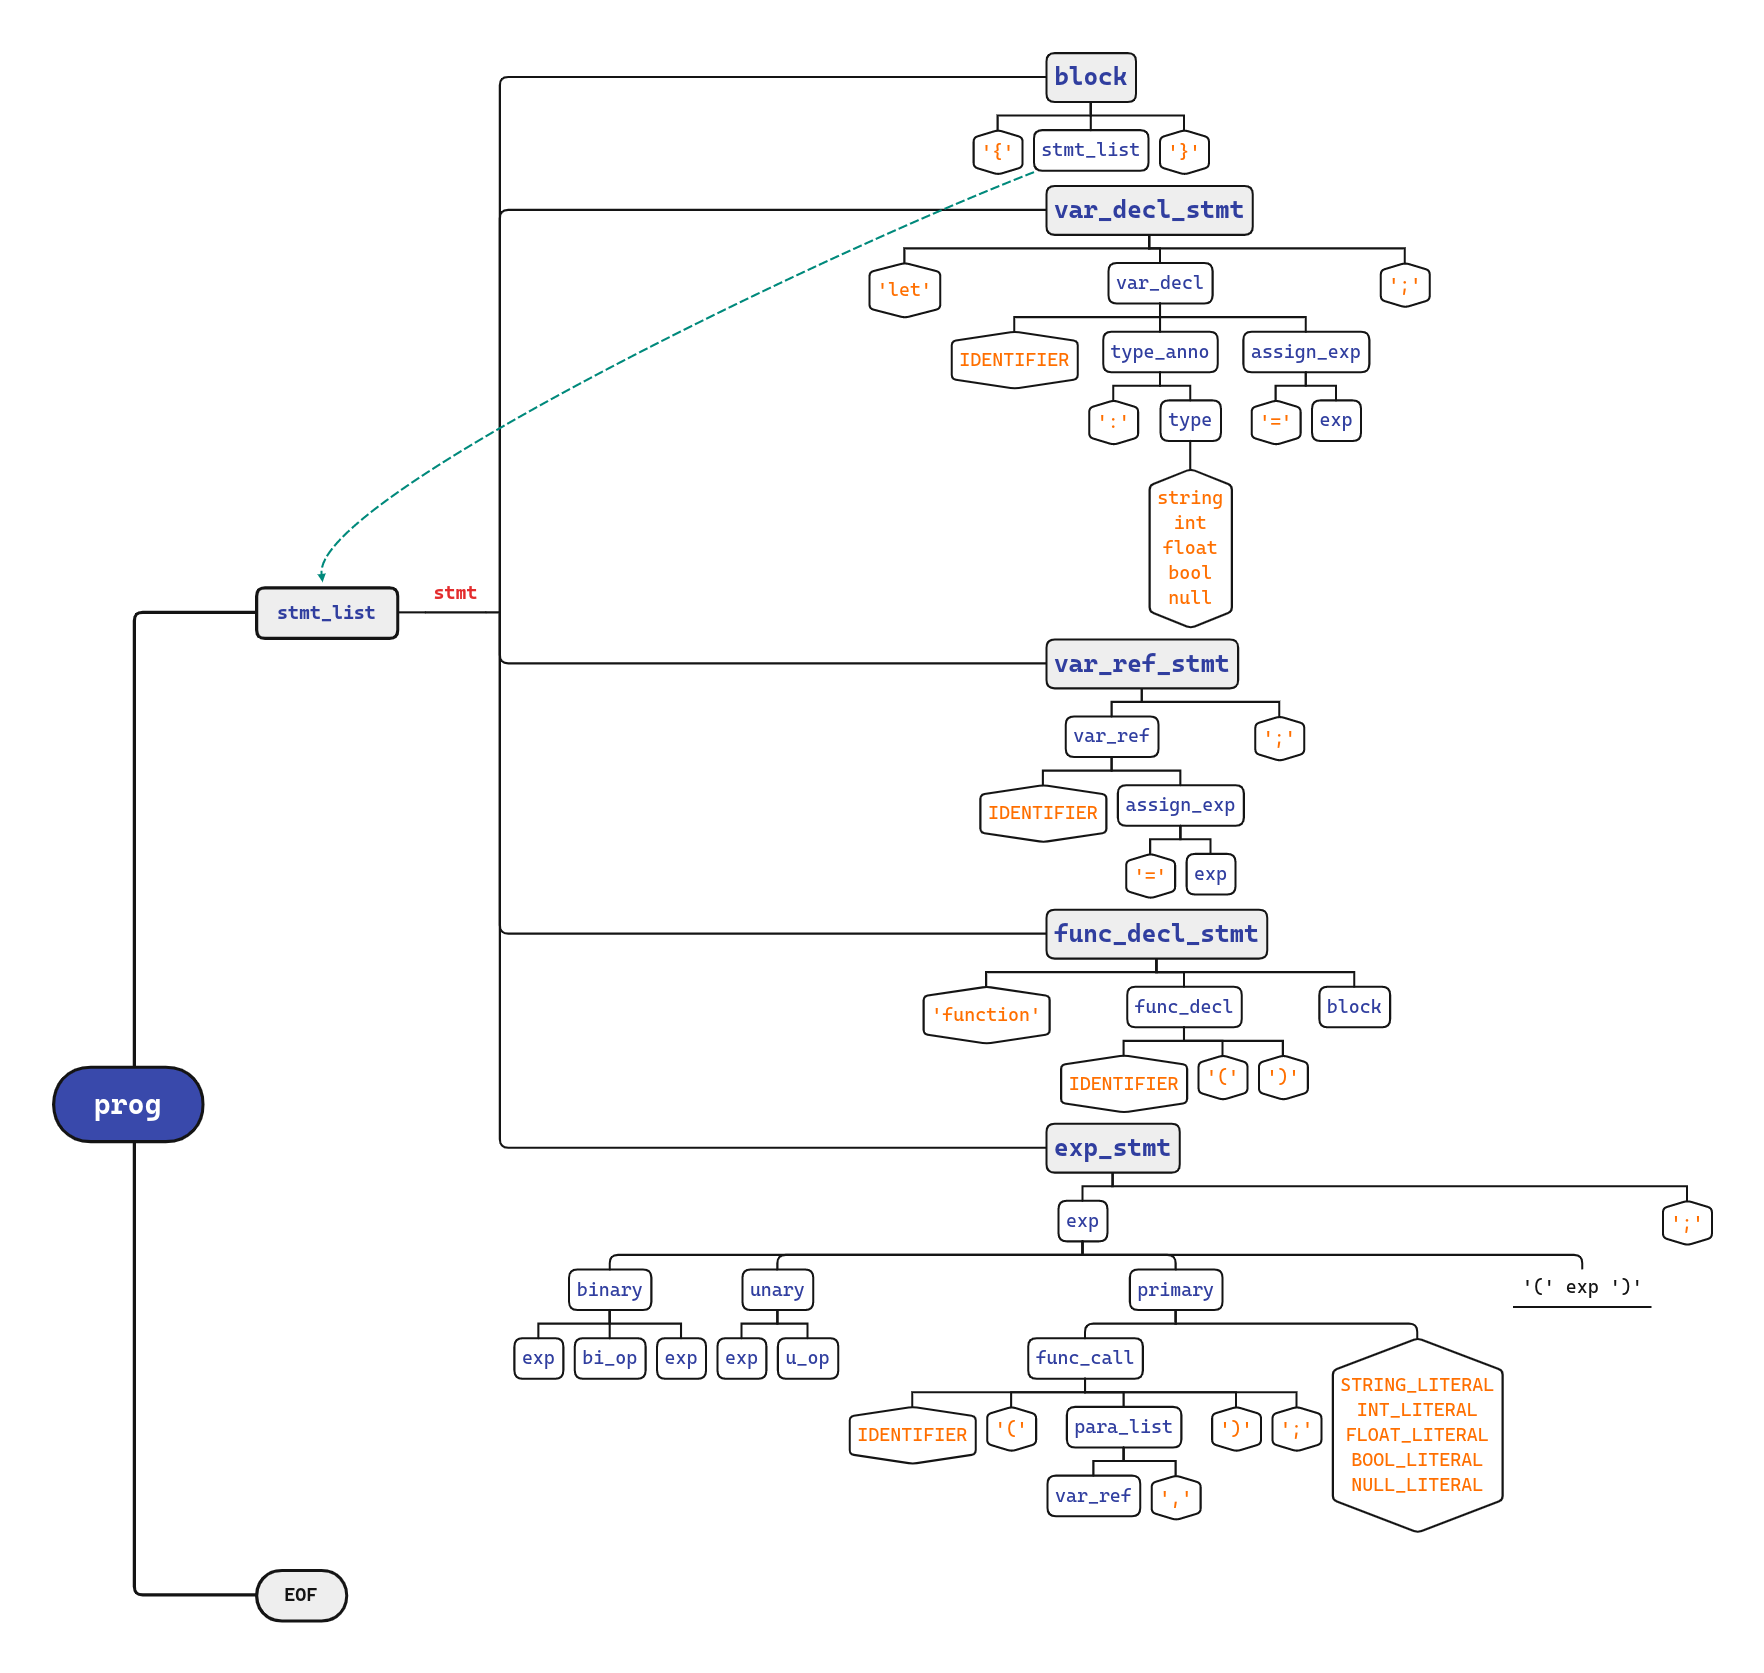 block
'{' stmt_list '}'
var_decl_stmt
'let' var_decl ';'
IDENTIFIER type_anno assign_exp
':' type '=' exp
string
int
float
bool
null
stmt
stmt_list
var_ref_stmt
var_ref ';'
IDENTIFIER assign_exp
'=' exp
func_decl_stmt
'function' func_decl block
IDENTIFIER '(' ')'
prog
exp_stmt
exp ';'
binary unary primary '(' exp ')'
exp bi_op exp exp u_op func_call
STRING_LITERAL
INT_LITERAL
FLOAT_LITERAL
BOOL_LITERAL
NULL_LITERAL
IDENTIFIER '(' para_list ')' ';'
var_ref ','
EOF